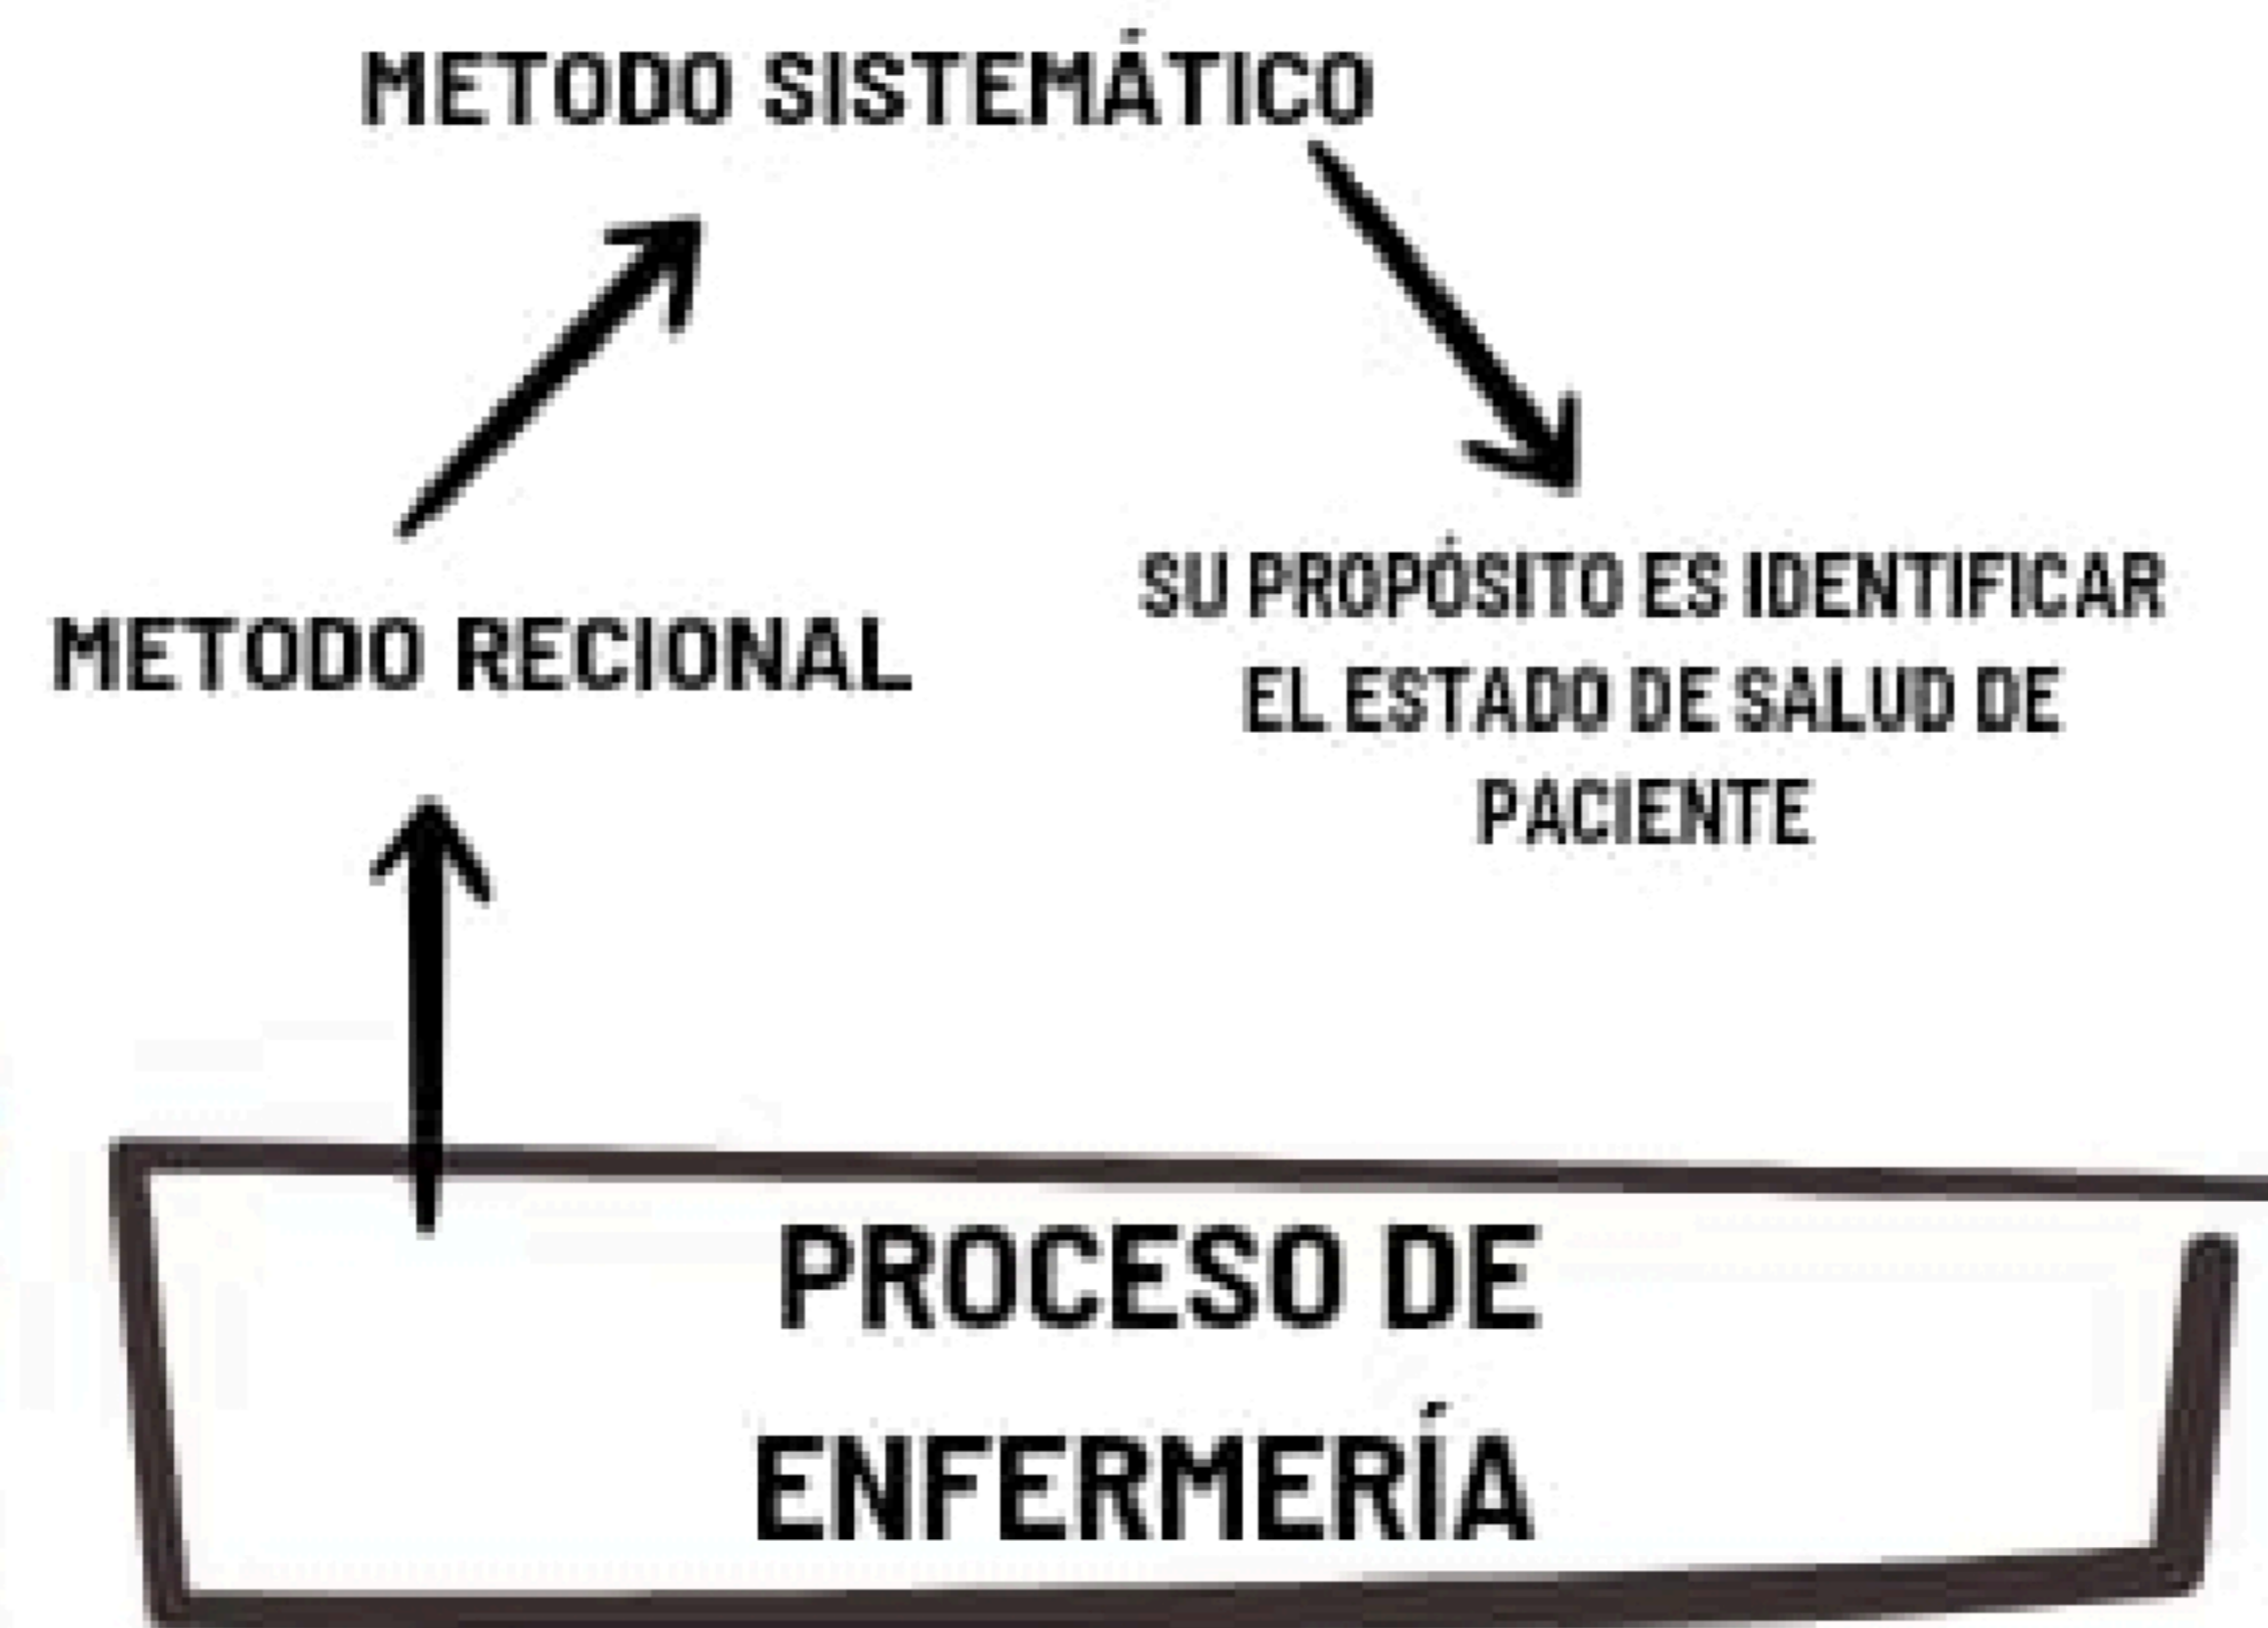 METODO SISTEMÁTICO
METODO RECIONAL
SU PROPÓSITO ES IDENTIFICAR
EL ESTADO DE SALUD DE
PACIENTE
PROCESO DE
ENFERMERÍA